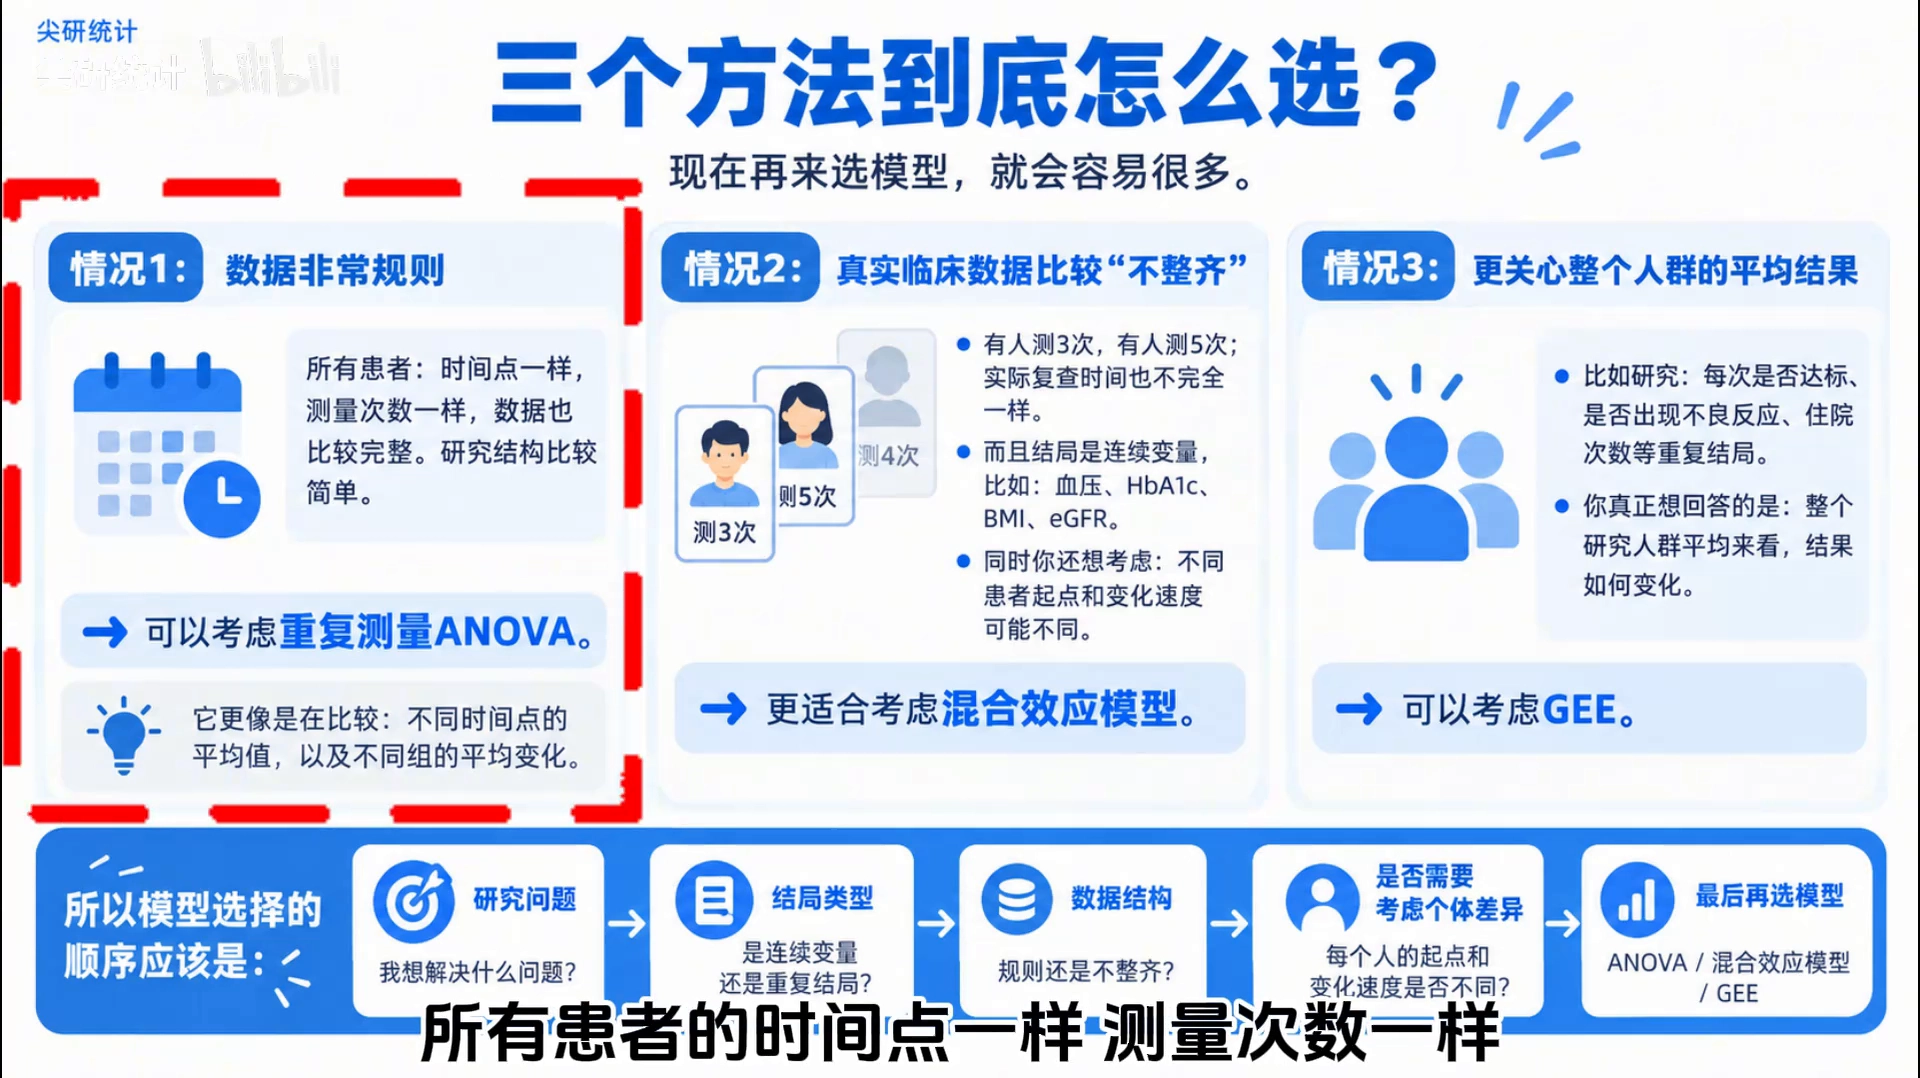 尖研统计
尖研统计 bilibili
三个方法到底怎么选？
现在再来选模型，就会容易很多。
情况1：
数据非常规则
所有患者：时间点一样，
测量次数一样，数据也
比较完整。研究结构比较
简单。
可以考虑重复测量ANOVA。
它更像是在比较：不同时间点的
平均值，以及不同组的平均变化。
情况2：
真实临床数据比较“不整齐”
测3次
测5次
测4次
有人测3次，有人测5次；
实际复查时间也不完全
一样。
而且结局是连续变量，
比如：血压、HbA1c、
BMI、eGFR。
同时你还想考虑：不同
患者起点和变化速度
可能不同。
更适合考虑混合效应模型。
情况3：
更关心整个人群的平均结果
比如研究：每次是否达标、
是否出现不良反应、住院
次数等重复结局。
你真正想回答的是：整个
研究人群平均来看，结果
如何变化。
可以考虑GEE。
所以模型选择的
顺序应该是：
研究问题
我想解决什么问题？
结局类型
是连续变量
还是重复结局？
数据结构
规则还是不整齐？
是否需要
考虑个体差异
每个人的起点和
变化速度是否不同？
最后再选模型
ANOVA / 混合效应模型
/ GEE
所有患者的时间点一样 测量次数一样